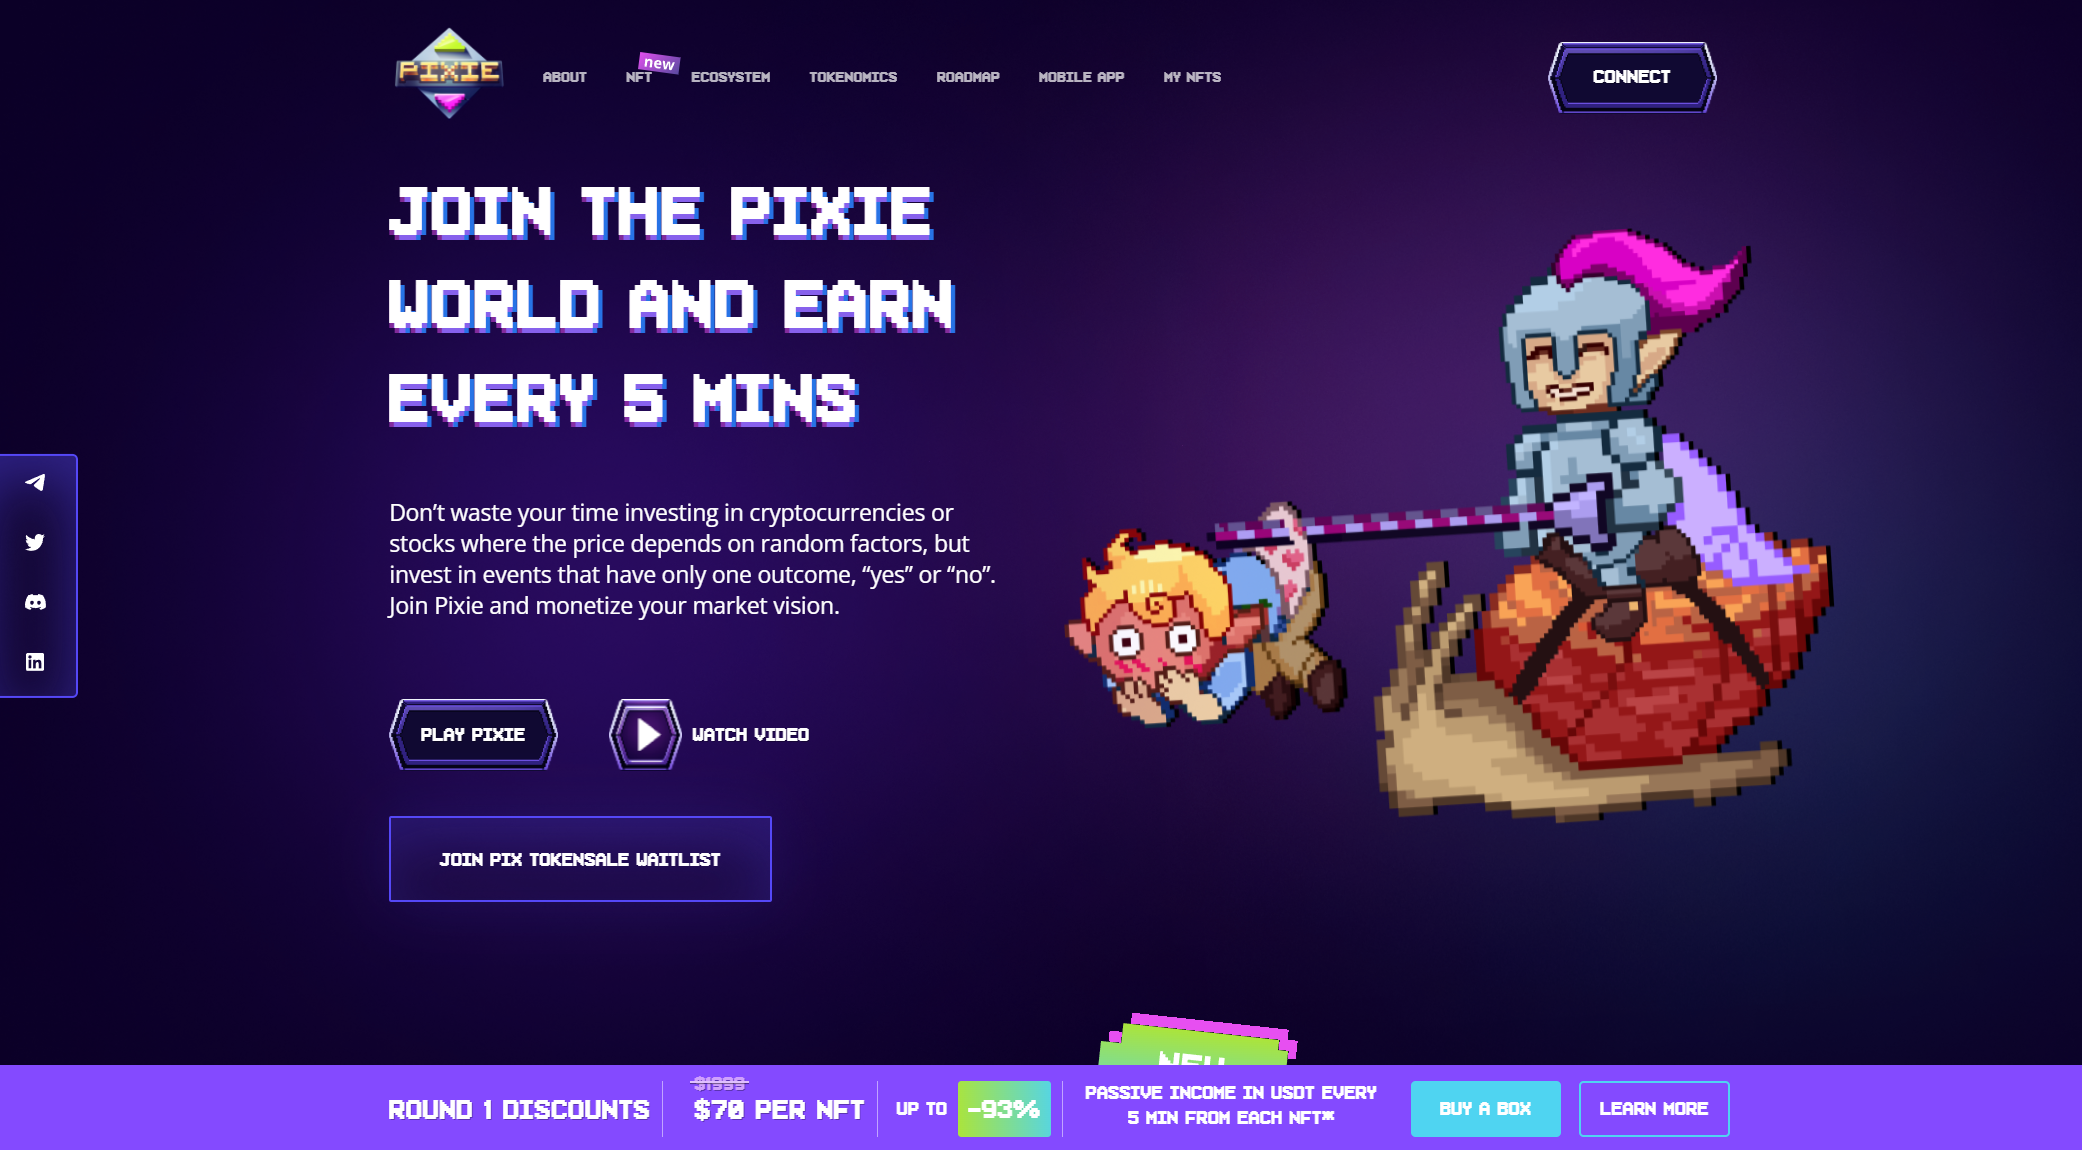 PIXIE
ABOUT
NFT
new
ECOSYSTEM
TOKENOMICS
ROADMAP
MOBILE APP
MY NFTS
CONNECT
JOIN THE PIXIE
WORLD AND EARN
EVERY 5 MINS
Don’t waste your time investing in cryptocurrencies or
stocks where the price depends on random factors, but
invest in events that have only one outcome, “yes” or “no”.
Join Pixie and monetize your market vision.
PLAY PIXIE
WATCH VIDEO
JOIN PIX TOKENSALE WAITLIST
NEW
ROUND 1 DISCOUNTS
$1999
$70 PER NFT
UP TO
-93%
PASSIVE INCOME IN USDT EVERY
5 MIN FROM EACH NFT*
BUY A BOX
LEARN MORE